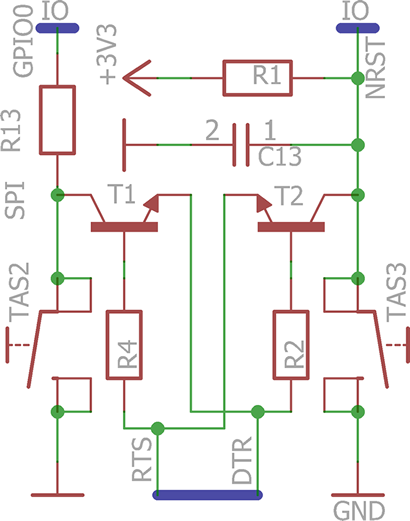 IO
IO
GPIO0
+3V3
R1
NRST
R13
2
1
C13
SPI
T1
T2
TAS2
TAS3
R4
R2
RTS
DTR
GND